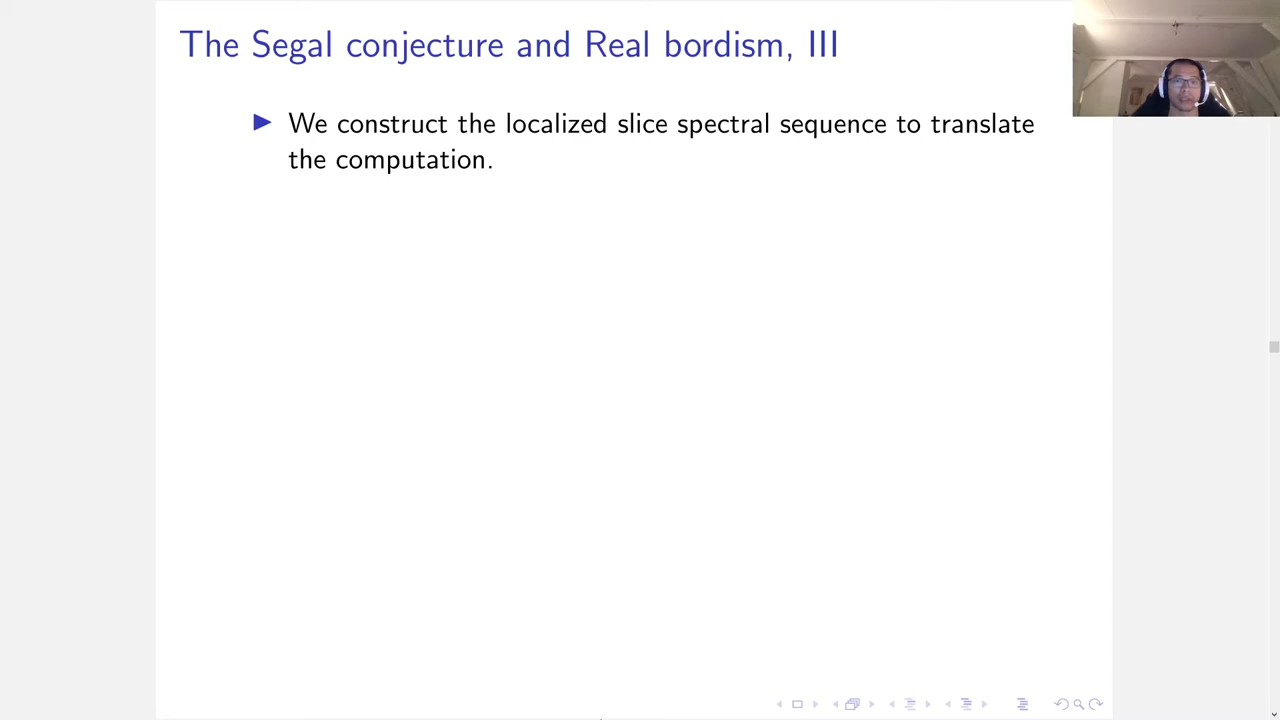 The Segal conjecture and Real bordism, III
We construct the localized slice spectral sequence to translate
the computation.